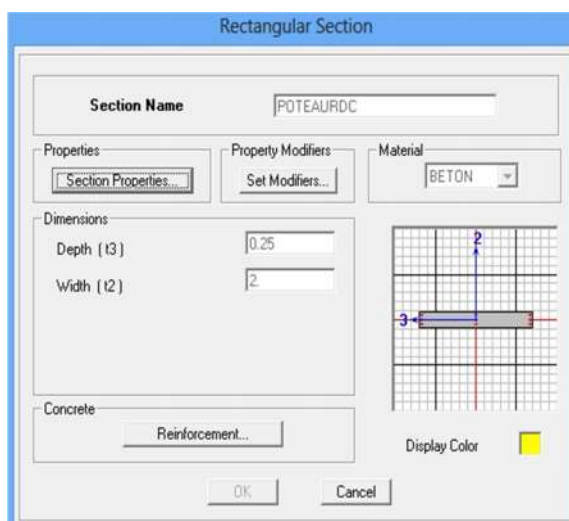 Rectangular Section
Section Name
POTEAURDC
Properties
Section Properties...
Property Modifiers
Set Modifiers...
Material
BETON
Dimensions
Depth ( t3 )
0.25
Width ( t2 )
2.
2
3
Concrete
Reinforcement...
Display Color
OK
Cancel